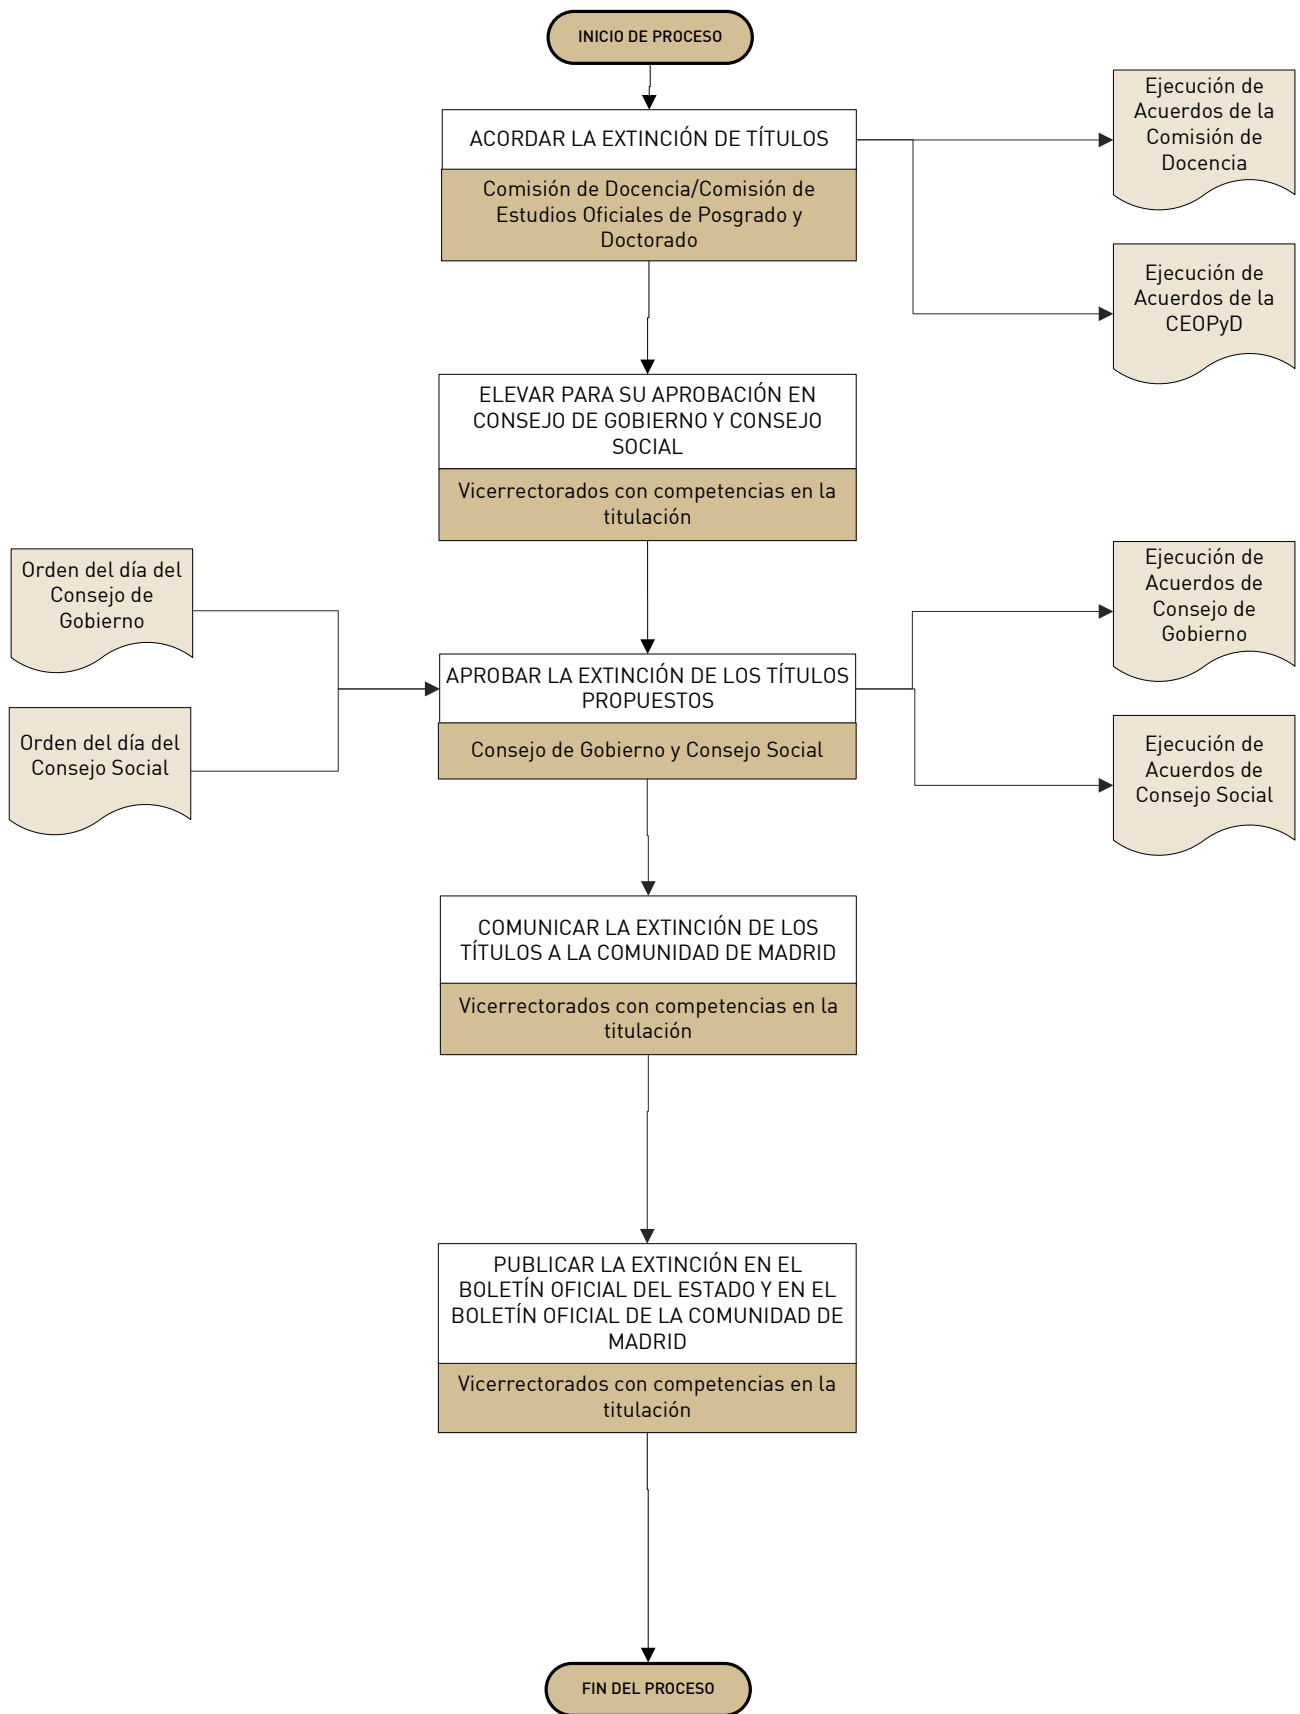 INICIO DE PROCESO
ACORDAR LA EXTINCIÓN DE TÍTULOS
Comisión de Docencia/Comisión de
Estudios Oficiales de Posgrado y
Doctorado
Ejecución de
Acuerdos de la
Comisión de
Docencia
Ejecución de
Acuerdos de la
CEOPyD
ELEVAR PARA SU APROBACIÓN EN
CONSEJO DE GOBIERNO Y CONSEJO
SOCIAL
Vicerrectorados con competencias en la
titulación
Orden del día del
Consejo de
Gobierno
Orden del día del
Consejo Social
APROBAR LA EXTINCIÓN DE LOS TÍTULOS
PROPUESTOS
Consejo de Gobierno y Consejo Social
Ejecución de
Acuerdos de
Consejo de
Gobierno
Ejecución de
Acuerdos de
Consejo Social
COMUNICAR LA EXTINCIÓN DE LOS
TÍTULOS A LA COMUNIDAD DE MADRID
Vicerrectorados con competencias en la
titulación
PUBLICAR LA EXTINCIÓN EN EL
BOLETÍN OFICIAL DEL ESTADO Y EN EL
BOLETÍN OFICIAL DE LA COMUNIDAD DE
MADRID
Vicerrectorados con competencias en la
titulación
FIN DEL PROCESO